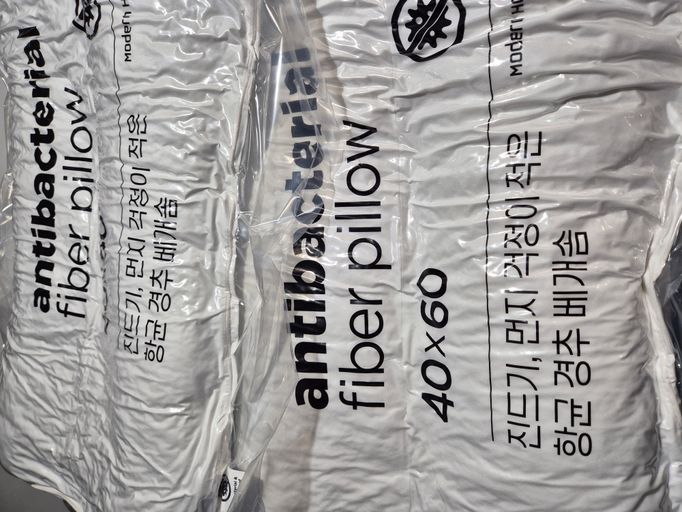 antibacterial
fiber pillow
진드기, 먼지 걱정이 적은
항균 경추 베개솜
antibacterial
fiber pillow
40×60
진드기, 먼지 걱정이 적은
항균 경추 베개솜